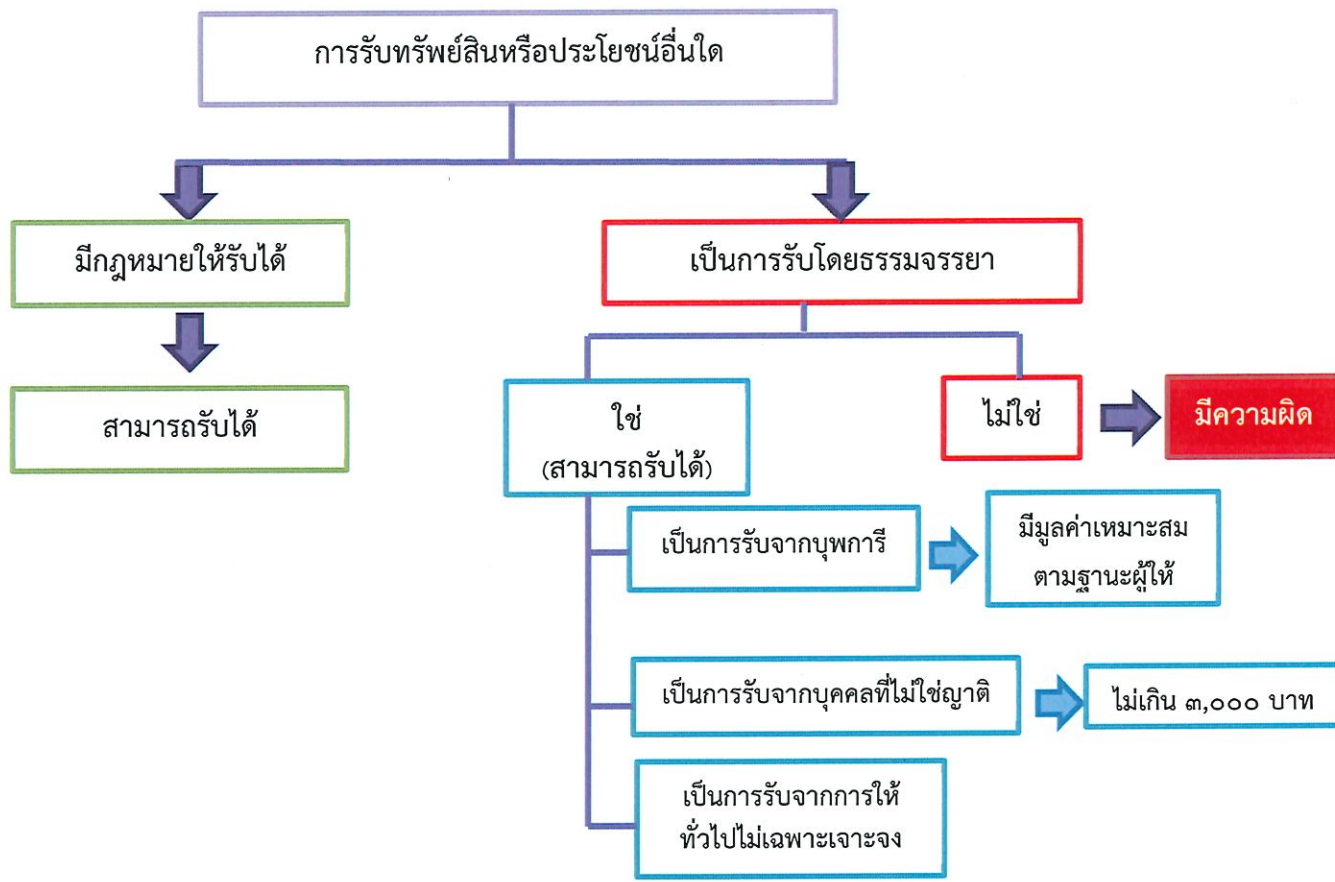 การรับทรัพย์สินหรือประโยชน์อื่นใด
มีกฎหมายให้รับได้
เป็นการรับโดยธรรมจรรยา
สามารถรับได้
ใช่
(สามารถรับได้)
ไม่ใช่
มีความผิด
เป็นการรับจากบุพการี
มีมูลค่าเหมาะสม
ตามฐานะผู้ให้
เป็นการรับจากบุคคลที่ไม่ใช่ญาติ
ไม่เกิน ๓,๐๐๐ บาท
เป็นการรับจากการให้
ทั่วไปไม่เฉพาะเจาะจง